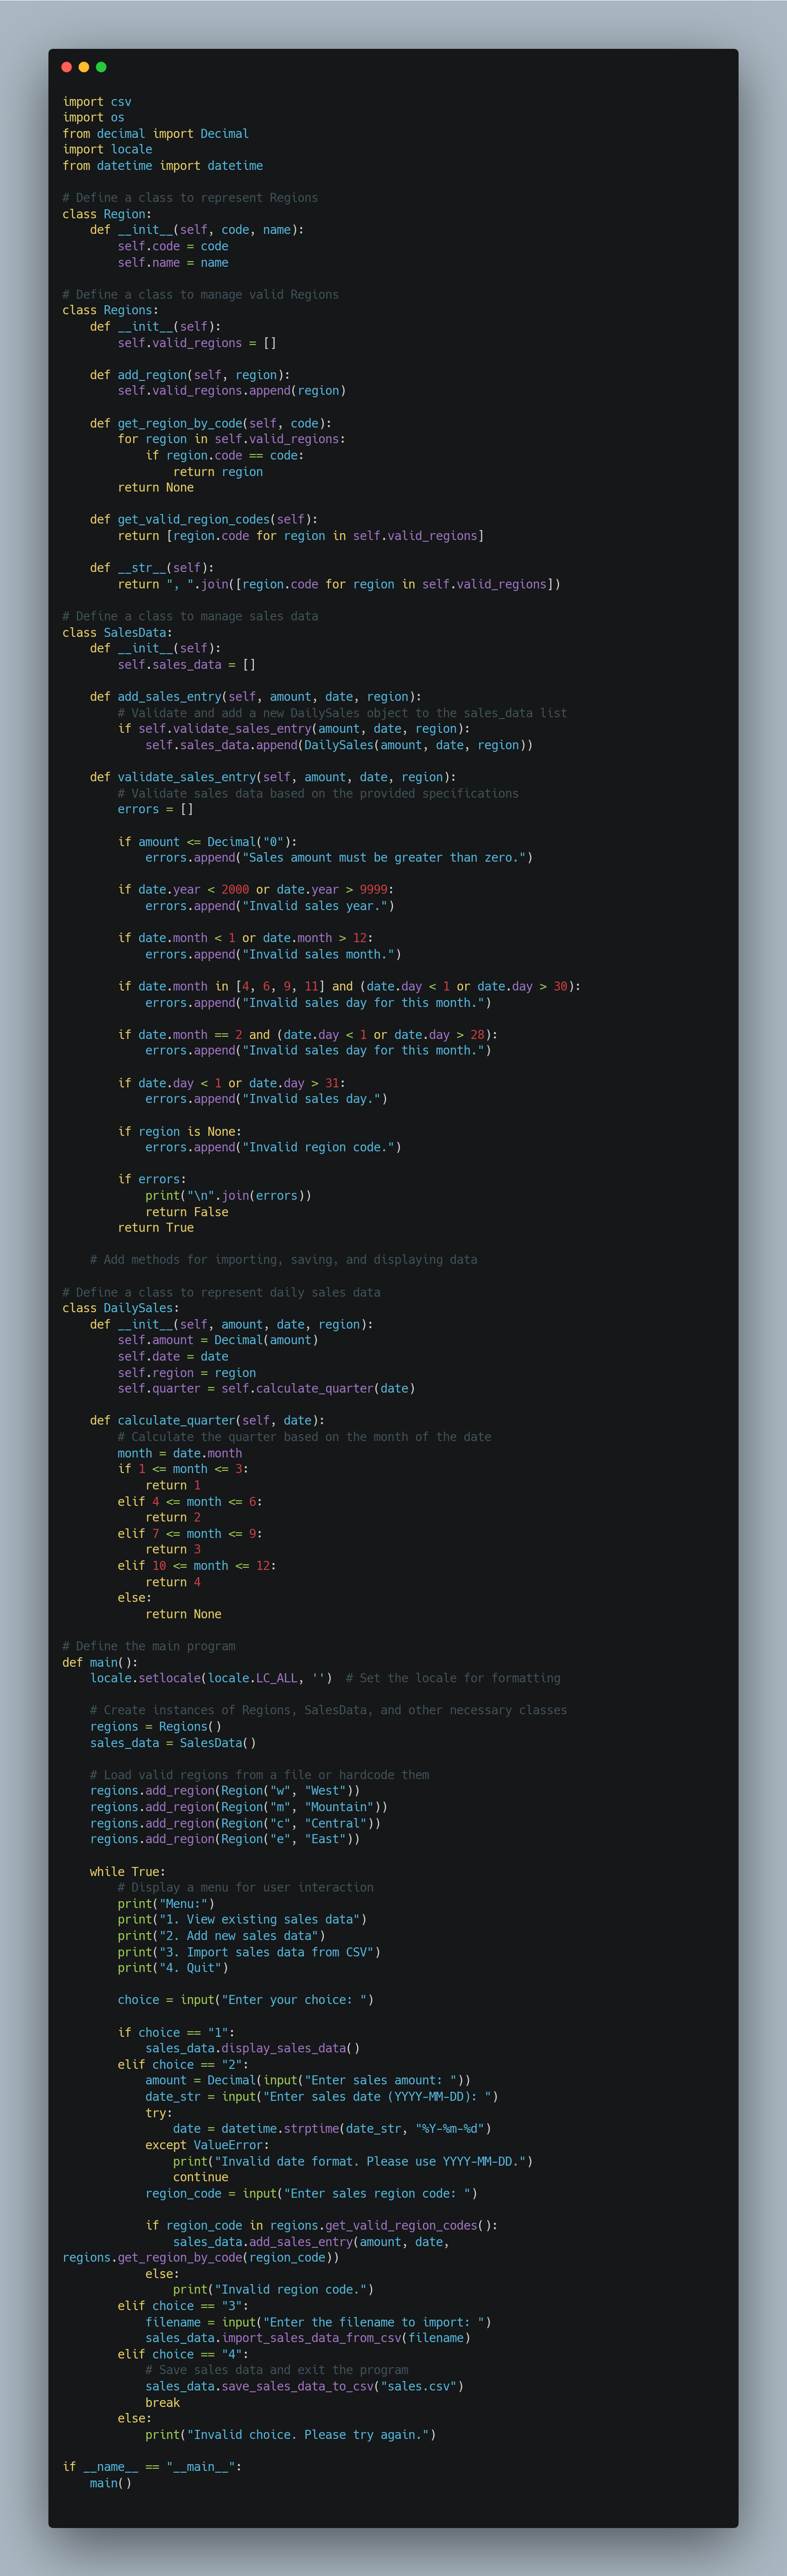 import csv
import os
from decimal import Decimal
import locale
from datetime import datetime

# Define a class to represent Regions
class Region:
    def __init__(self, code, name):
        self.code = code
        self.name = name

# Define a class to manage valid Regions
class Regions:
    def __init__(self):
        self.valid_regions = []

    def add_region(self, region):
        self.valid_regions.append(region)

    def get_region_by_code(self, code):
        for region in self.valid_regions:
            if region.code == code:
                return region
        return None

    def get_valid_region_codes(self):
        return [region.code for region in self.valid_regions]

    def __str__(self):
        return ", ".join([region.code for region in self.valid_regions])

# Define a class to manage sales data
class SalesData:
    def __init__(self):
        self.sales_data = []

    def add_sales_entry(self, amount, date, region):
        # Validate and add a new DailySales object to the sales_data list
        if self.validate_sales_entry(amount, date, region):
            self.sales_data.append(DailySales(amount, date, region))

    def validate_sales_entry(self, amount, date, region):
        # Validate sales data based on the provided specifications
        errors = []

        if amount <= Decimal("0"):
            errors.append("Sales amount must be greater than zero.")

        if date.year < 2000 or date.year > 9999:
            errors.append("Invalid sales year.")

        if date.month < 1 or date.month > 12:
            errors.append("Invalid sales month.")

        if date.month in [4, 6, 9, 11] and (date.day < 1 or date.day > 30):
            errors.append("Invalid sales day for this month.")

        if date.month == 2 and (date.day < 1 or date.day > 28):
            errors.append("Invalid sales day for this month.")

        if date.day < 1 or date.day > 31:
            errors.append("Invalid sales day.")

        if region is None:
            errors.append("Invalid region code.")

        if errors:
            print("\n".join(errors))
            return False
        return True

    # Add methods for importing, saving, and displaying data

# Define a class to represent daily sales data
class DailySales:
    def __init__(self, amount, date, region):
        self.amount = Decimal(amount)
        self.date = date
        self.region = region
        self.quarter = self.calculate_quarter(date)

    def calculate_quarter(self, date):
        # Calculate the quarter based on the month of the date
        month = date.month
        if 1 <= month <= 3:
            return 1
        elif 4 <= month <= 6:
            return 2
        elif 7 <= month <= 9:
            return 3
        elif 10 <= month <= 12:
            return 4
        else:
            return None

# Define the main program
def main():
    locale.setlocale(locale.LC_ALL, '')  # Set the locale for formatting

    # Create instances of Regions, SalesData, and other necessary classes
    regions = Regions()
    sales_data = SalesData()

    # Load valid regions from a file or hardcode them
    regions.add_region(Region("w", "West"))
    regions.add_region(Region("m", "Mountain"))
    regions.add_region(Region("c", "Central"))
    regions.add_region(Region("e", "East"))

    while True:
        # Display a menu for user interaction
        print("Menu:")
        print("1. View existing sales data")
        print("2. Add new sales data")
        print("3. Import sales data from CSV")
        print("4. Quit")

        choice = input("Enter your choice: ")

        if choice == "1":
            sales_data.display_sales_data()
        elif choice == "2":
            amount = Decimal(input("Enter sales amount: "))
            date_str = input("Enter sales date (YYYY-MM-DD): ")
            try:
                date = datetime.strptime(date_str, "%Y-%m-%d")
            except ValueError:
                print("Invalid date format. Please use YYYY-MM-DD.")
                continue
            region_code = input("Enter sales region code: ")

            if region_code in regions.get_valid_region_codes():
                sales_data.add_sales_entry(amount, date,
regions.get_region_by_code(region_code))
            else:
                print("Invalid region code.")
        elif choice == "3":
            filename = input("Enter the filename to import: ")
            sales_data.import_sales_data_from_csv(filename)
        elif choice == "4":
            # Save sales data and exit the program
            sales_data.save_sales_data_to_csv("sales.csv")
            break
        else:
            print("Invalid choice. Please try again.")

if __name__ == "__main__":
    main()